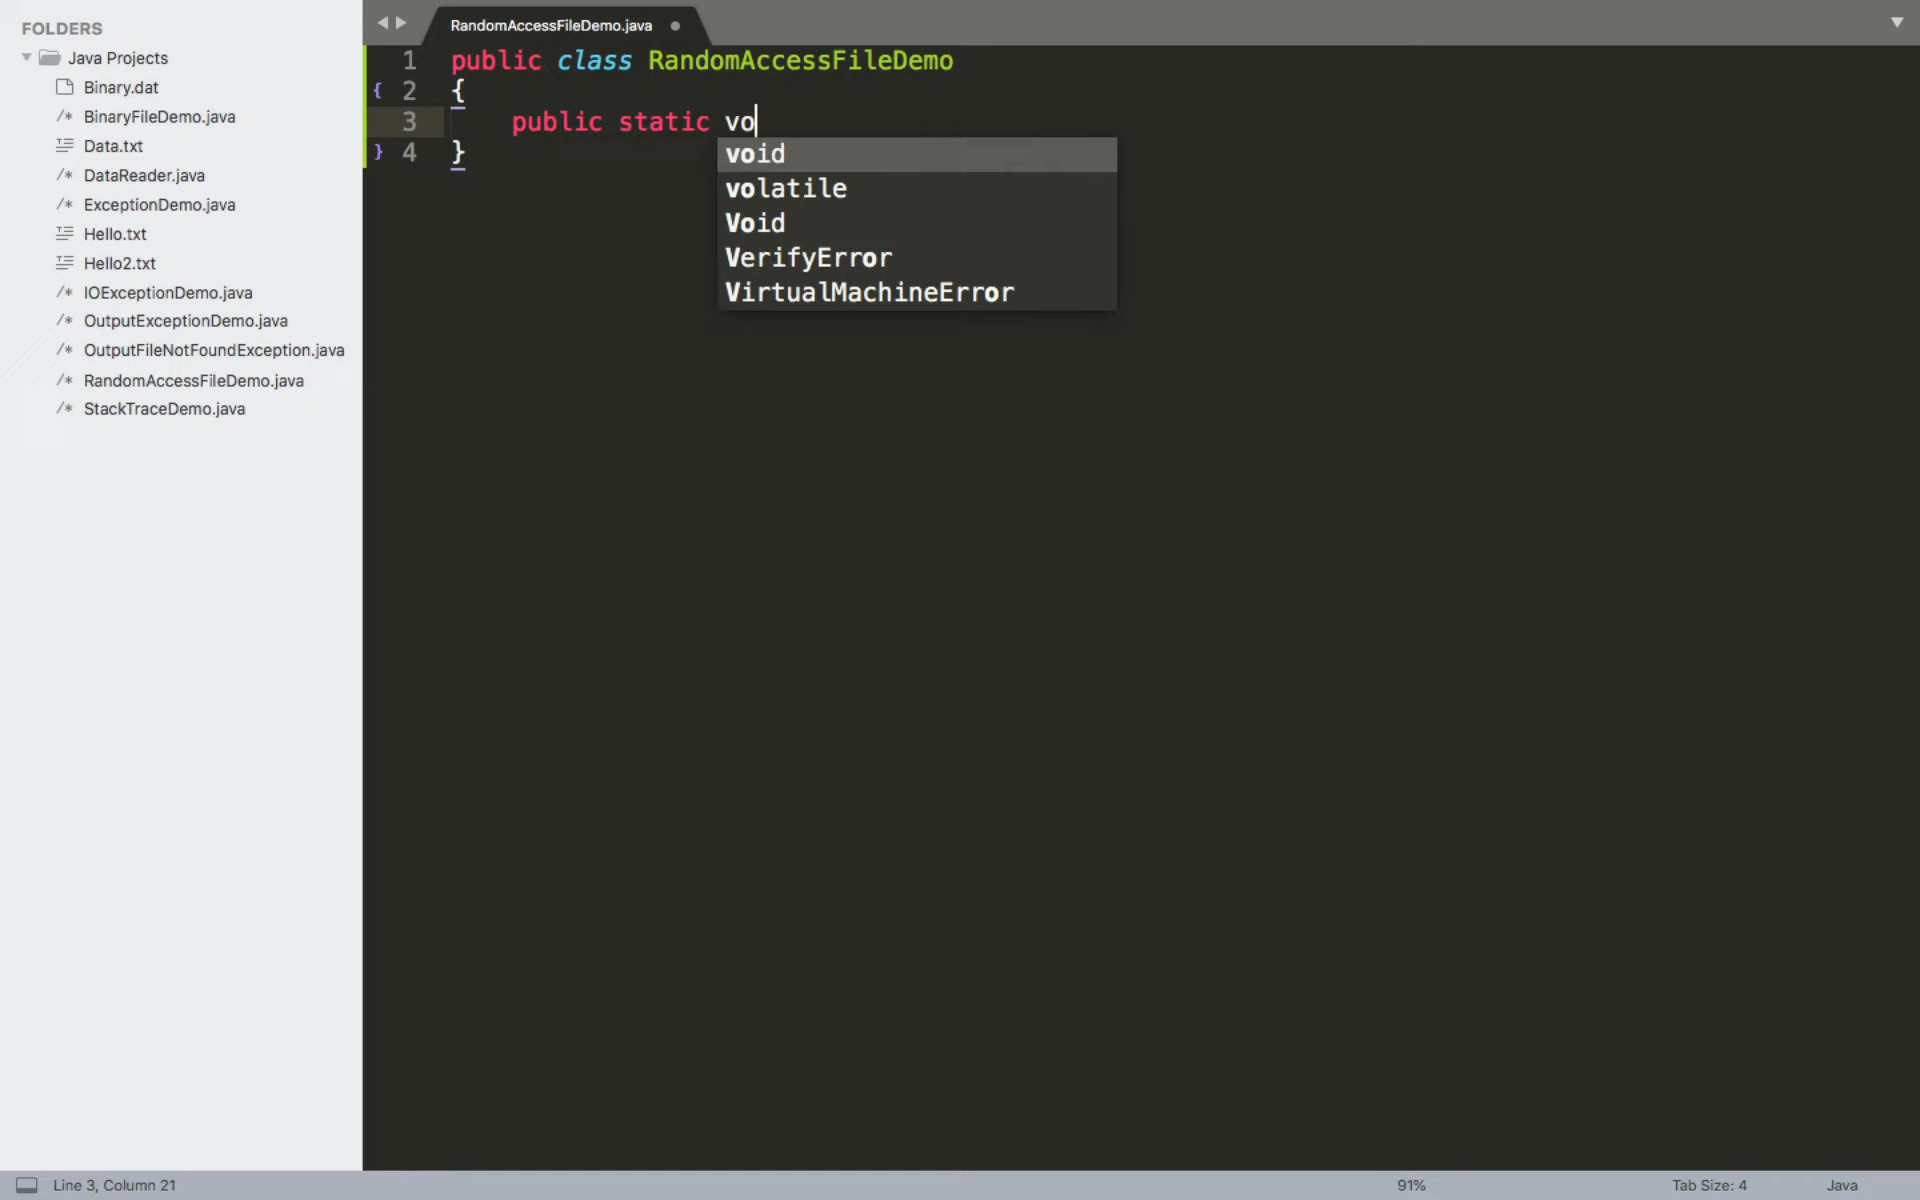 FOLDERS
Java Projects
Binary.dat
/* BinaryFileDemo.java
Data.txt
/* DataReader.java
/* ExceptionDemo.java
Hello.txt
Hello2.txt
/* IOExceptionDemo.java
/* OutputExceptionDemo.java
/* OutputFileNotFoundException.java
/* RandomAccessFileDemo.java
/* StackTraceDemo.java
RandomAccessFileDemo.java
1 public class RandomAccessFileDemo
{ 2 {
3 public static vo
} 4 }
void
volatile
Void
VerifyError
VirtualMachineError
Line 3, Column 21
91%
Tab Size: 4
Java